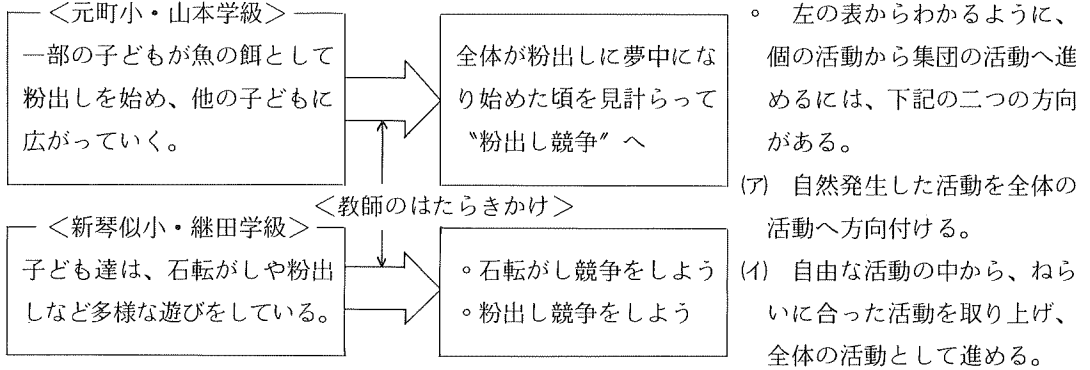 ＜元町小・山本学級＞
一部の子どもが魚の餌として
粉出しを始め、他の子どもに
広がっていく。
全体が粉出しに夢中にな
り始めた頃を見計らって
〝粉出し競争〟へ
＜教師のはたらきかけ＞
＜新琴似小・継田学級＞
子ども達は、石転がしや粉出
しなど多様な遊びをしている。
◦石転がし競争をしよう
◦粉出し競争をしよう
◦　左の表からわかるように、
個の活動から集団の活動へ進
めるには、下記の二つの方向
がある。
(ア)　自然発生した活動を全体の
活動へ方向付ける。
(イ)　自由な活動の中から、ねら
いに合った活動を取り上げ、
全体の活動として進める。